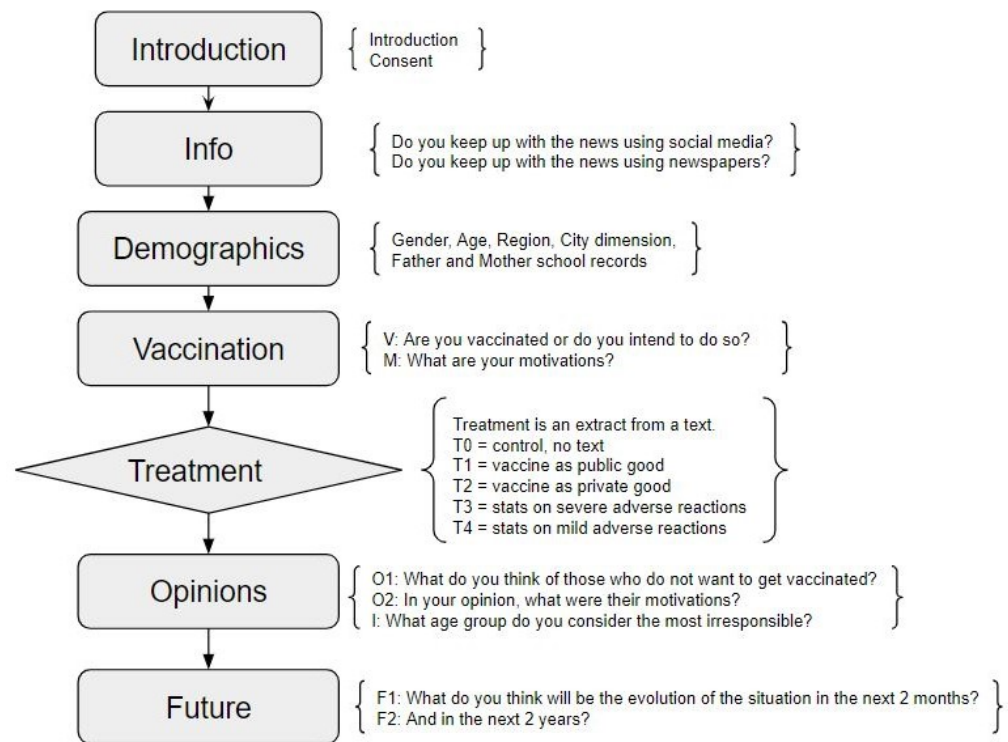 Introduction
Introduction
Consent
Info
Do you keep up with the news using social media?
Do you keep up with the news using newspapers?
Demographics
Gender, Age, Region, City dimension,
Father and Mother school records
Vaccination
V: Are you vaccinated or do you intend to do so?
M: What are your motivations?
Treatment
Treatment is an extract from a text.
T0 = control, no text
T1 = vaccine as public good
T2 = vaccine as private good
T3 = stats on severe adverse reactions
T4 = stats on mild adverse reactions
Opinions
O1: What do you think of those who do not want to get vaccinated?
O2: In your opinion, what were their motivations?
I: What age group do you consider the most irresponsible?
Future
F1: What do you think will be the evolution of the situation in the next 2 months?
F2: And in the next 2 years?